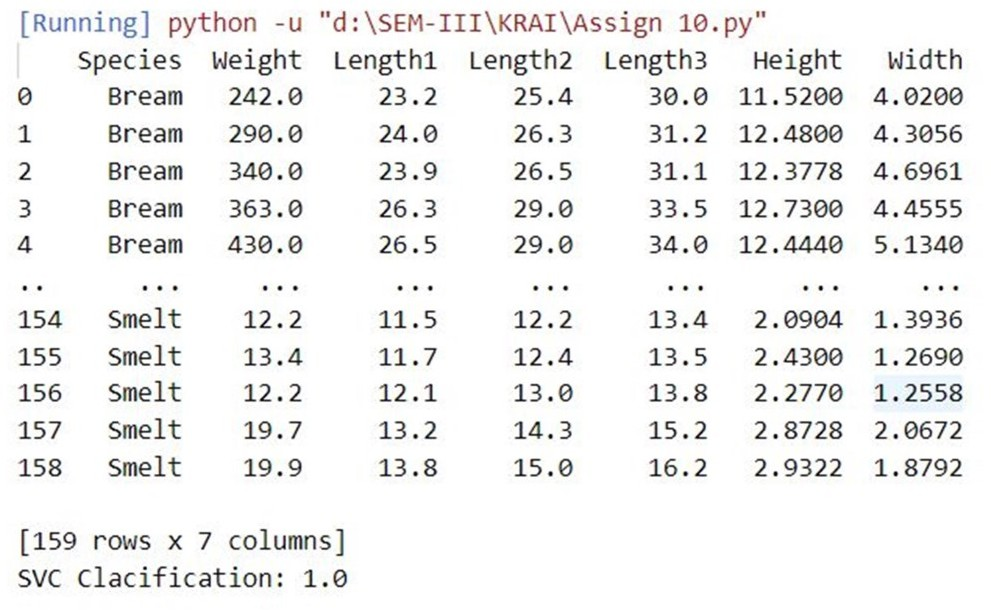 [Running] python -u "d:\SEM-III\KRAI\Assign 10.py"
Species Weight Length1 Length2 Length3 Height Width
0 Bream 242.0 23.2 25.4 30.0 11.5200 4.0200
1 Bream 290.0 24.0 26.3 31.2 12.4800 4.3056
2 Bream 340.0 23.9 26.5 31.1 12.3778 4.6961
3 Bream 363.0 26.3 29.0 33.5 12.7300 4.4555
4 Bream 430.0 26.5 29.0 34.0 12.4440 5.1340
.. ... ... ... ... ... ... ...
154 Smelt 12.2 11.5 12.2 13.4 2.0904 1.3936
155 Smelt 13.4 11.7 12.4 13.5 2.4300 1.2690
156 Smelt 12.2 12.1 13.0 13.8 2.2770 1.2558
157 Smelt 19.7 13.2 14.3 15.2 2.8728 2.0672
158 Smelt 19.9 13.8 15.0 16.2 2.9322 1.8792
[159 rows x 7 columns]
SVC Clacification: 1.0